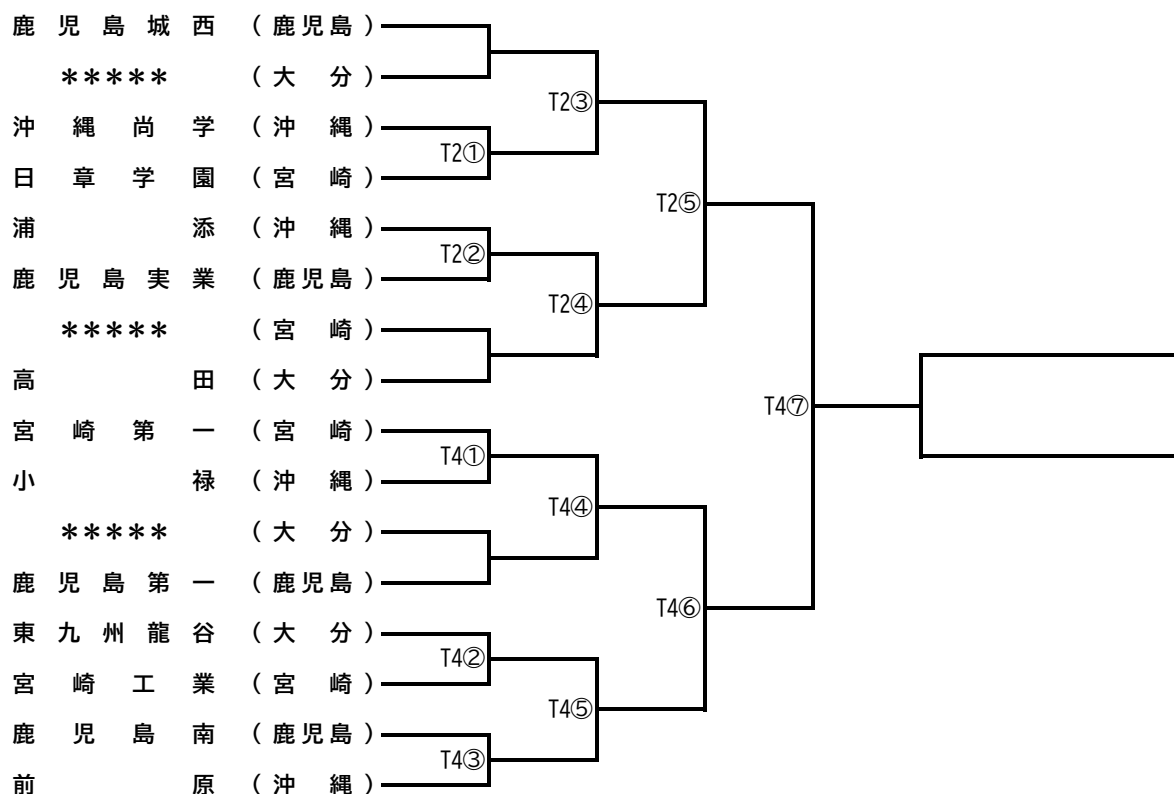 鹿児島城西 (鹿児島)
***** (大分)
T2③
沖縄尚学 (沖縄)
T2①
日章学園 (宮崎)
T2⑤
浦添 (沖縄)
T2②
鹿児島実業 (鹿児島)
T2④
***** (宮崎)
高田 (大分)
T4⑦
宮崎第一 (宮崎)
T4①
小禄 (沖縄)
T4④
***** (大分)
鹿児島第一 (鹿児島)
T4⑥
東九州龍谷 (大分)
T4②
宮崎工業 (宮崎)
T4⑤
鹿児島南 (鹿児島)
T4③
前原 (沖縄)